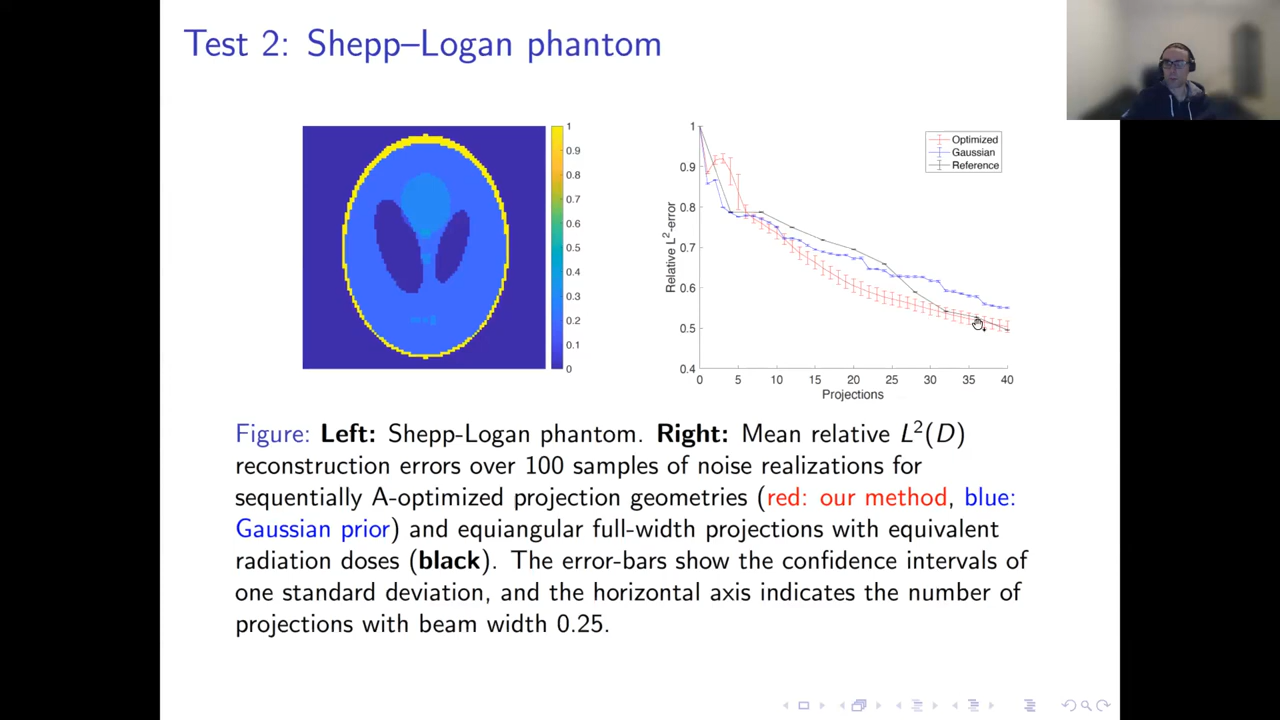 Test 2: Shepp–Logan phantom
1
0.9
0.8
0.7
0.6
0.5
0.4
0.3
0.2
0.1
0
1
0.9
0.8
0.7
0.6
0.5
0.4
Relative L²-error
0 5 10 15 20 25 30 35 40
Projections
Optimized
Gaussian
Reference
Figure: Left: Shepp-Logan phantom. Right: Mean relative L²(D)
reconstruction errors over 100 samples of noise realizations for
sequentially A-optimized projection geometries (red: our method, blue:
Gaussian prior) and equiangular full-width projections with equivalent
radiation doses (black). The error-bars show the confidence intervals of
one standard deviation, and the horizontal axis indicates the number of
projections with beam width 0.25.